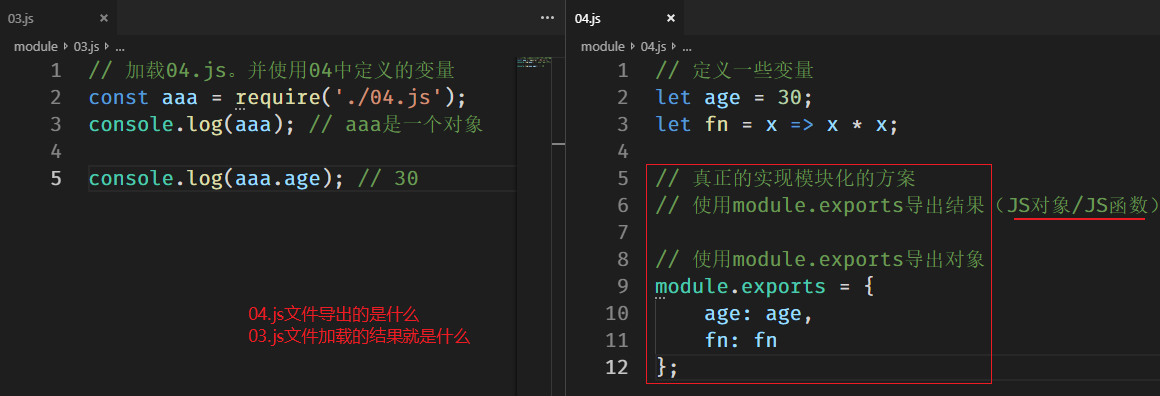 03.js ×
module > 03.js > ...
1 // 加载04.js。并使用04中定义的变量
2 const aaa = require('./04.js');
3 console.log(aaa); // aaa是一个对象
4
5 console.log(aaa.age); // 30
04.js文件导出的是什么
03.js文件加载的结果就是什么
04.js ×
module > 04.js > ...
1 // 定义一些变量
2 let age = 30;
3 let fn = x => x * x;
4
5 // 真正的实现模块化的方案
6 // 使用module.exports导出结果（JS对象/JS函数）
7
8 // 使用module.exports导出对象
9 module.exports = {
10 age: age,
11 fn: fn
12 };